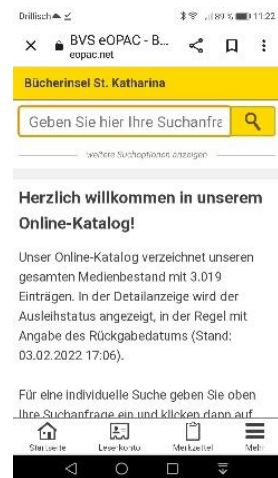 Drillisch
89 % 11:22
BVS eOPAC - B...
eopac.net
Bücherinsel St. Katharina
Geben Sie hier Ihre Suchanfra
weitere Suchoptionen anzeigen
Herzlich willkommen in unserem
Online-Katalog!
Unser Online-Katalog verzeichnet unseren
gesamten Medienbestand mit 3.019
Einträgen. In der Detailanzeige wird der
Ausleihstatus angezeigt, in der Regel mit
Angabe des Rückgabedatums (Stand:
03.02.2022 17:06).
Für eine individuelle Suche geben Sie oben
Ihre Suchanfrage ein und klicken dann auf
Startseite Leserkonto Merkzettel Mehr